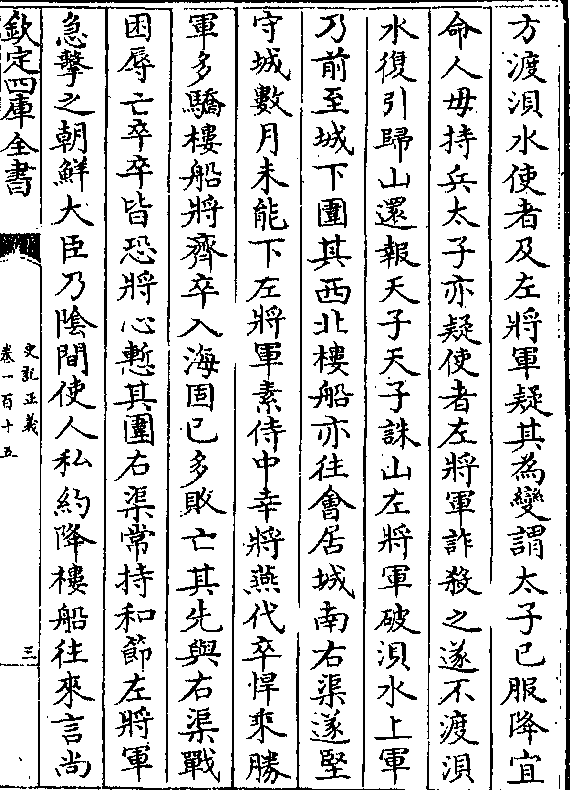 方渡浿水使者及左將軍疑其為變謂太子已服降宜
命人毋持兵太子亦疑使者左將軍詐殺之遂不渡浿
水復引歸山還報天子天子誅山左將軍破浿水上軍
乃前至城下圍其西北樓船亦往會居城南右渠遂堅
守城數月未能下左將軍素侍中幸將燕代卒悍乘勝
軍多驕樓船將齊卒入海固已多敗亡其先與右渠戰
困辱亡卒卒皆恐將心慙其圍右渠常持和節左將軍
急擊之朝鮮大臣乃陰間使人私約降樓船往來言尚
欽定四庫全書
史記正義
卷一百十五
三